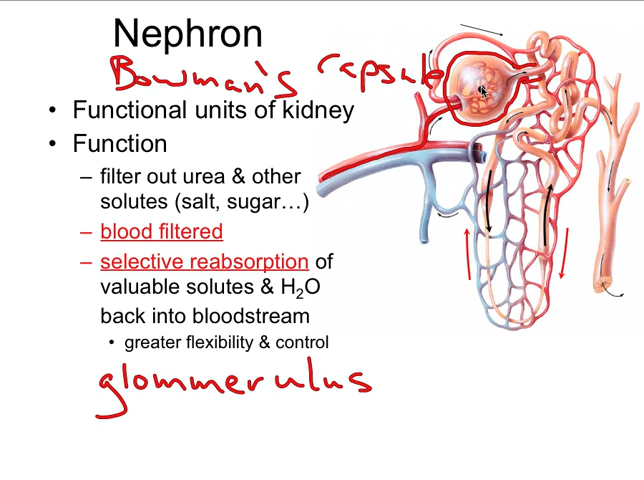 Nephron
Bowman's Capsule
• Functional units of kidney
• Function
– filter out urea & other
solutes (salt, sugar…)
– blood filtered
– selective reabsorption of
valuable solutes & H₂O
back into bloodstream
• greater flexibility & control
glommerulus